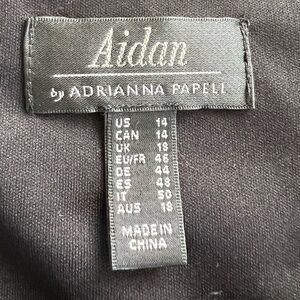 Aidan
by ADRIANNA PAPELL
US 14
CAN 14
UK 18
EU/FR 46
DE 44
ES 48
IT 50
AUS 18
MADE IN
CHINA